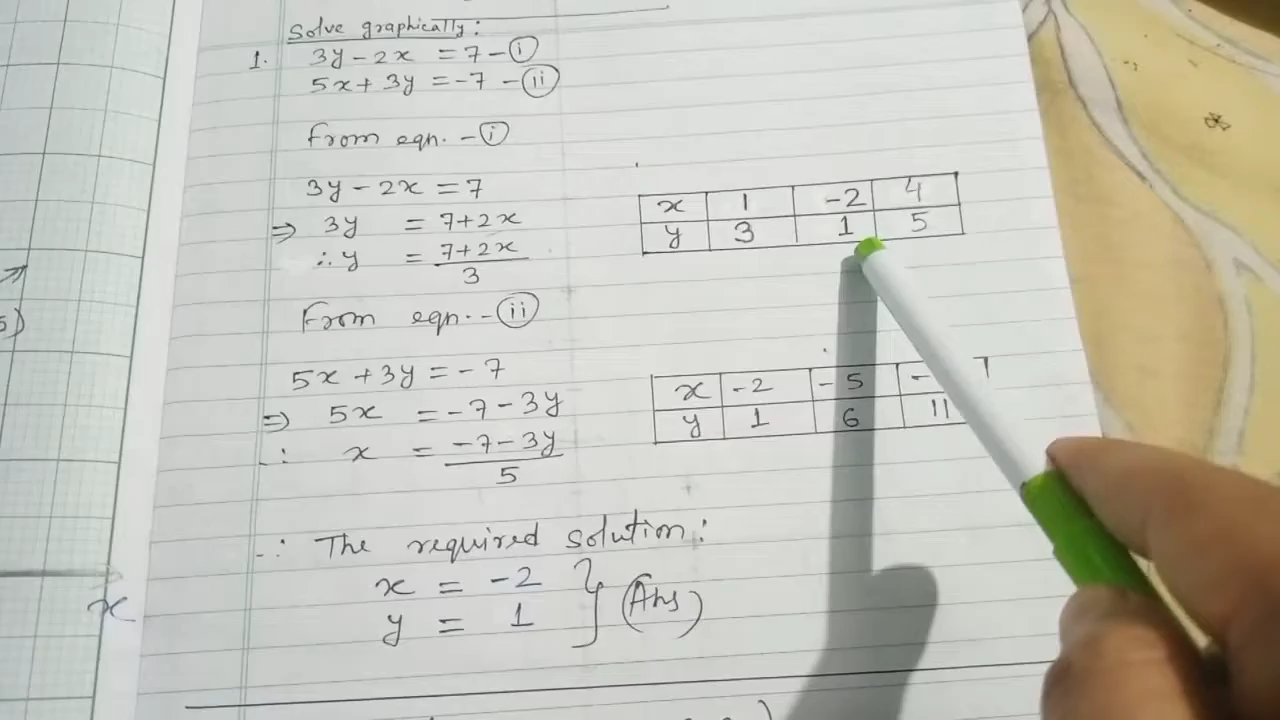 Solve graphically:
1. 3y - 2x = 7 - (i)
5x + 3y = -7 - (ii)
From eqn. - (i)
3y - 2x = 7
⇒ 3y = 7+2x
∴ y = 7+2x / 3
x 1 -2 4
y 3 1 5
From eqn. - (ii)
5x + 3y = -7
⇒ 5x = -7 - 3y
∴ x = -7 - 3y / 5
x -2 -5
y 1 6 11
∴ The required solution:
x = -2
y = 1 } (Ans)
x